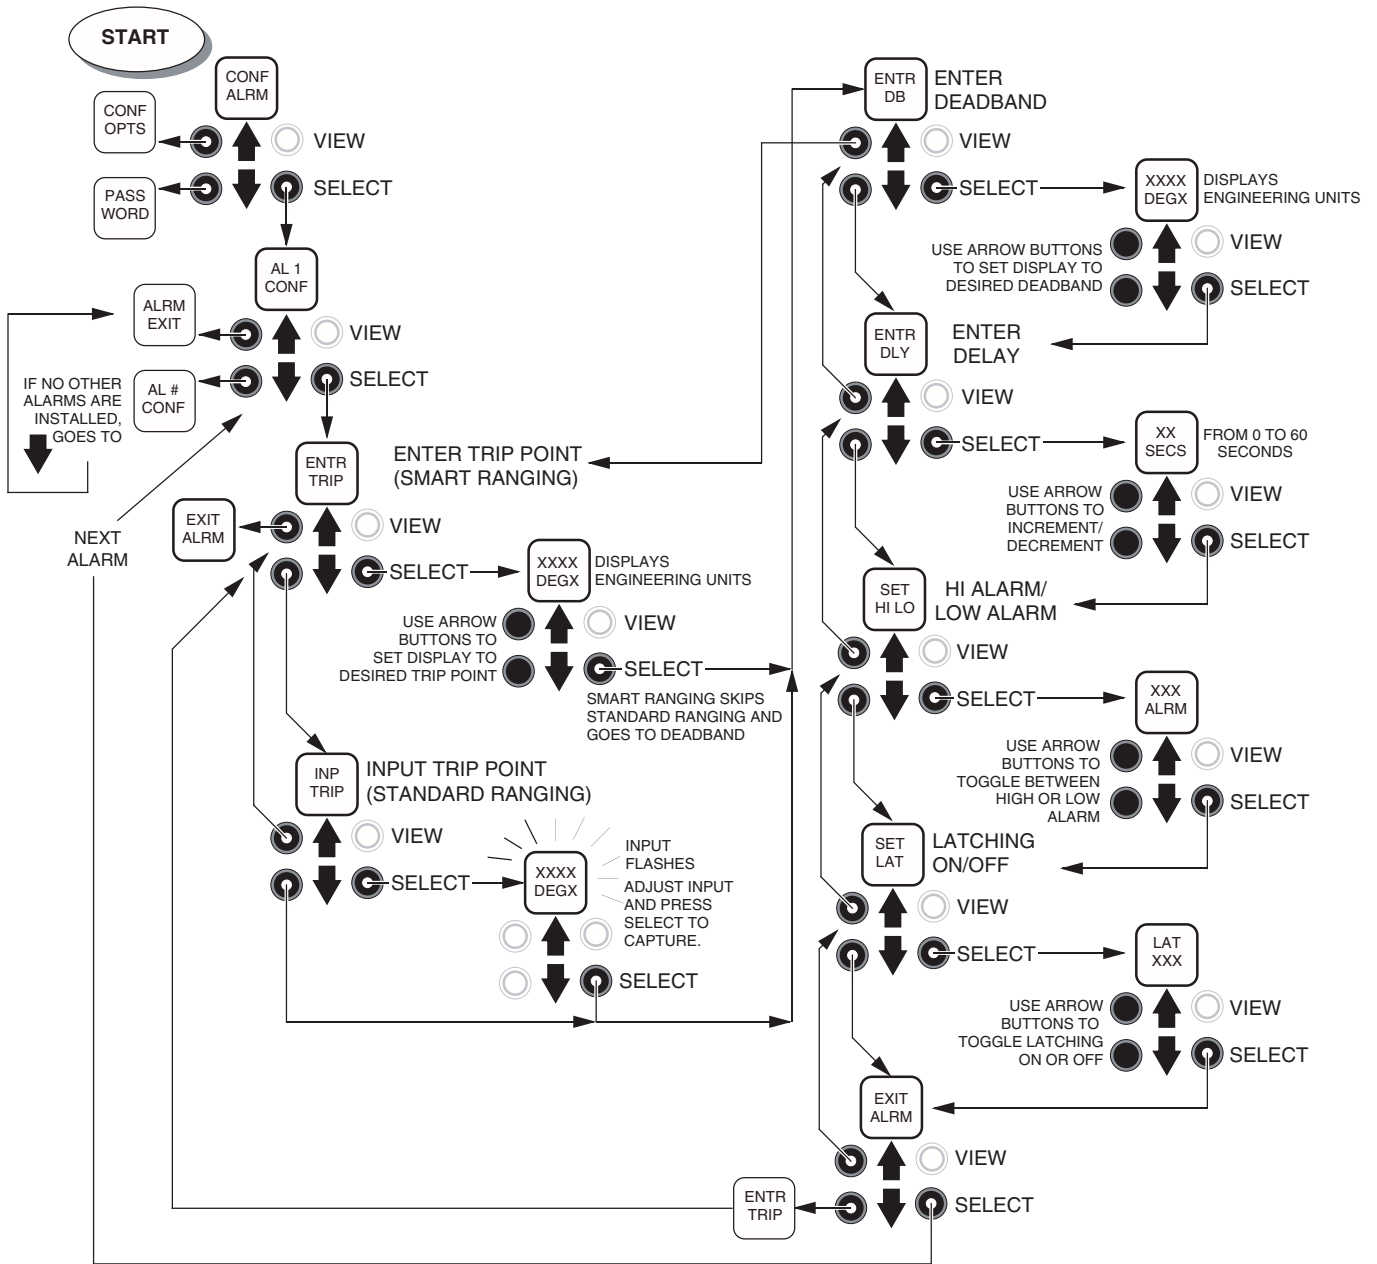 START
CONF
ALRM
CONF
OPTS
VIEW
PASS
WORD
SELECT
AL 1
CONF
ALRM
EXIT
VIEW
IF NO OTHER
ALARMS ARE
INSTALLED,
GOES TO
AL #
CONF
SELECT
ENTR
TRIP
ENTER TRIP POINT
(SMART RANGING)
NEXT
ALARM
EXIT
ALRM
VIEW
SELECT
XXXX
DEGX
DISPLAYS
ENGINEERING UNITS
USE ARROW
BUTTONS TO
SET DISPLAY TO
DESIRED TRIP POINT
VIEW
SELECT
SMART RANGING SKIPS
STANDARD RANGING AND
GOES TO DEADBAND
INP
TRIP
INPUT TRIP POINT
(STANDARD RANGING)
VIEW
SELECT
XXXX
DEGX
INPUT
FLASHES
ADJUST INPUT
AND PRESS
SELECT TO
CAPTURE.
SELECT
ENTR
DB
ENTER
DEADBAND
VIEW
SELECT
XXXX
DEGX
DISPLAYS
ENGINEERING UNITS
USE ARROW BUTTONS
TO SET DISPLAY TO
DESIRED DEADBAND
VIEW
SELECT
ENTR
DLY
ENTER
DELAY
VIEW
SELECT
XX
SECS
FROM 0 TO 60
SECONDS
USE ARROW
BUTTONS TO
INCREMENT/
DECREMENT
VIEW
SELECT
SET
HI LO
HI ALARM/
LOW ALARM
VIEW
SELECT
XXX
ALRM
USE ARROW
BUTTONS TO
TOGGLE BETWEEN
HIGH OR LOW
ALARM
VIEW
SELECT
SET
LAT
LATCHING
ON/OFF
VIEW
SELECT
LAT
XXX
USE ARROW
BUTTONS TO
TOGGLE LATCHING
ON OR OFF
VIEW
SELECT
EXIT
ALRM
VIEW
SELECT
ENTR
TRIP